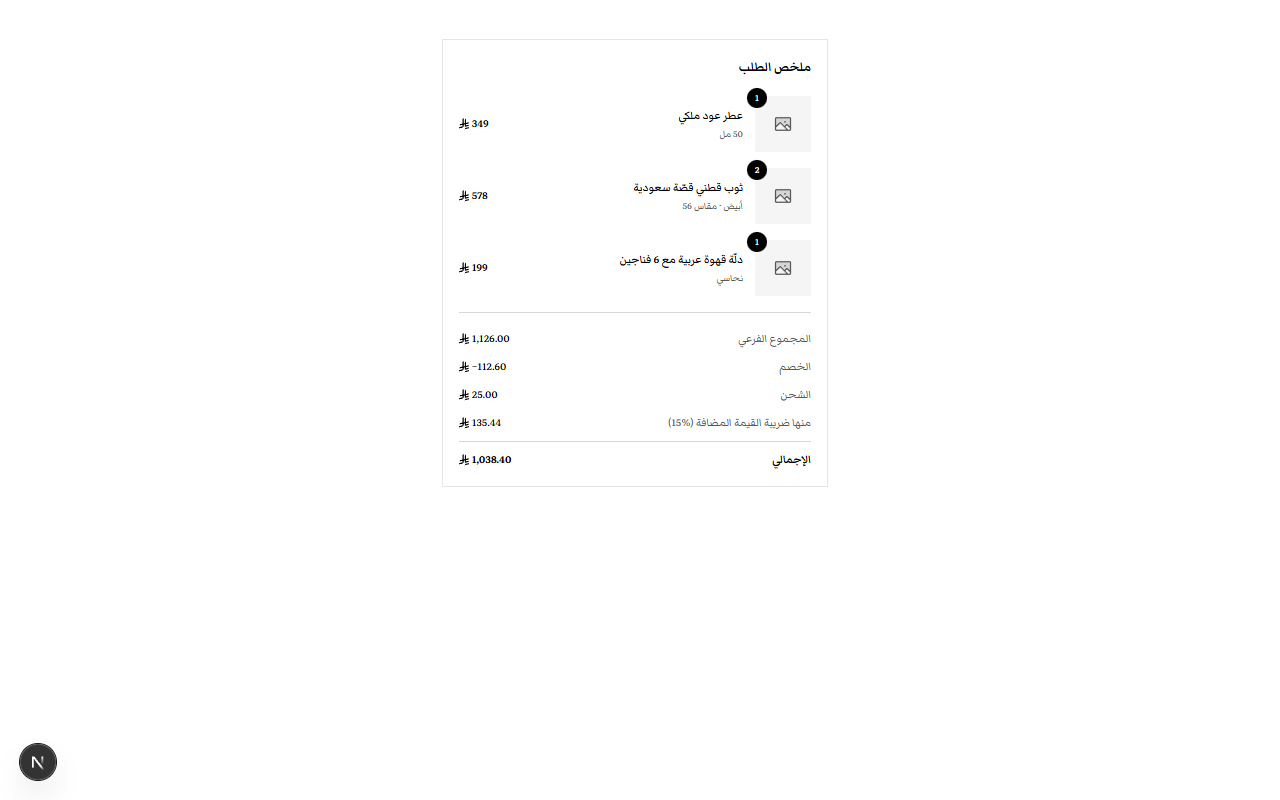 ملخص الطلب
1
عطر عود ملكي
50 مل
349 ⃁
2
ثوب قطني قصّة سعودية
أبيض · مقاس 56
578 ⃁
1
دلّة قهوة عربية مع 6 فناجين
نحاسي
199 ⃁
المجموع الفرعي 1,126.00 ⃁
الخصم −112.60 ⃁
الشحن 25.00 ⃁
منها ضريبة القيمة المضافة (15%) 135.44 ⃁
الإجمالي 1,038.40 ⃁
N